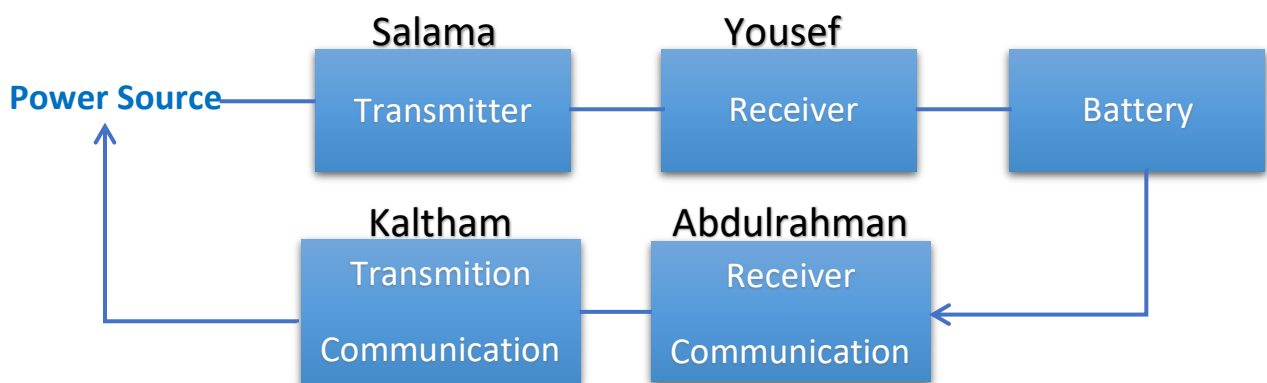 Salama
Yousef
Power Source
Transmitter
Receiver
Battery
Kaltham
Abdulrahman
Transmition
Communication
Receiver
Communication